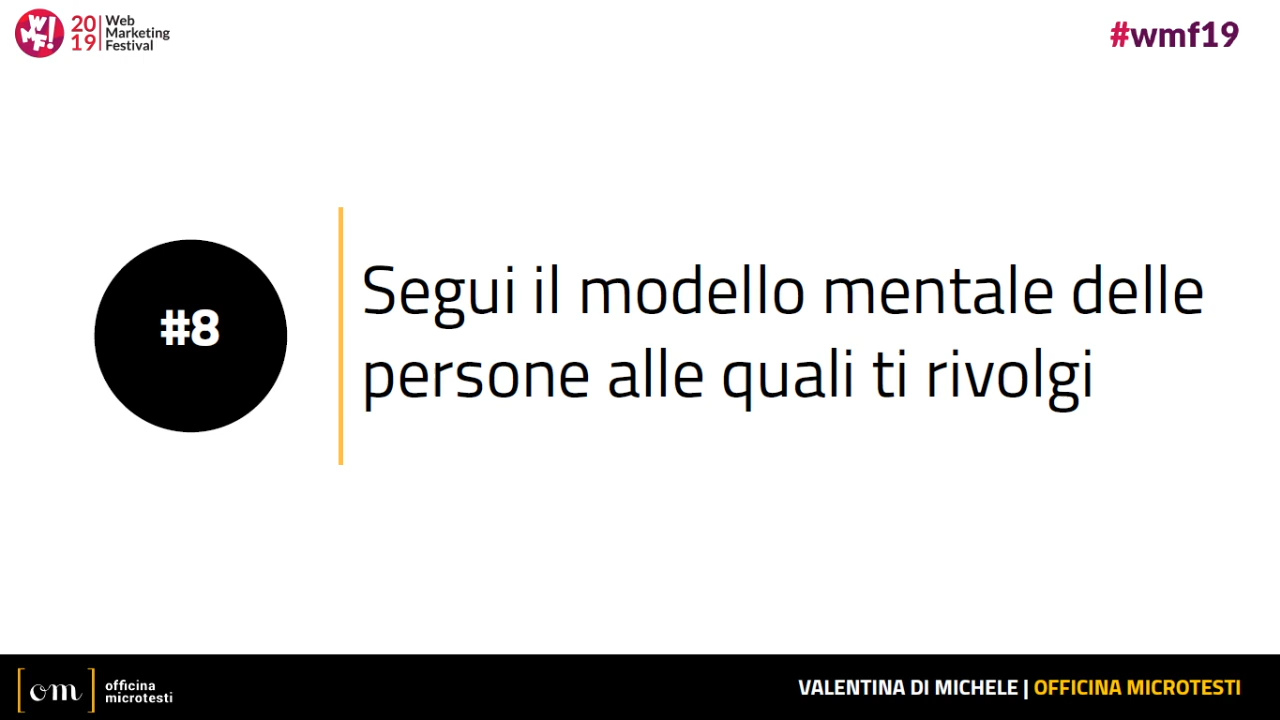 WMF! 2019 Web Marketing Festival
#wmf19
#8
Segui il modello mentale delle
persone alle quali ti rivolgi
[om] officina
microtesti
VALENTINA DI MICHELE | OFFICINA MICROTESTI